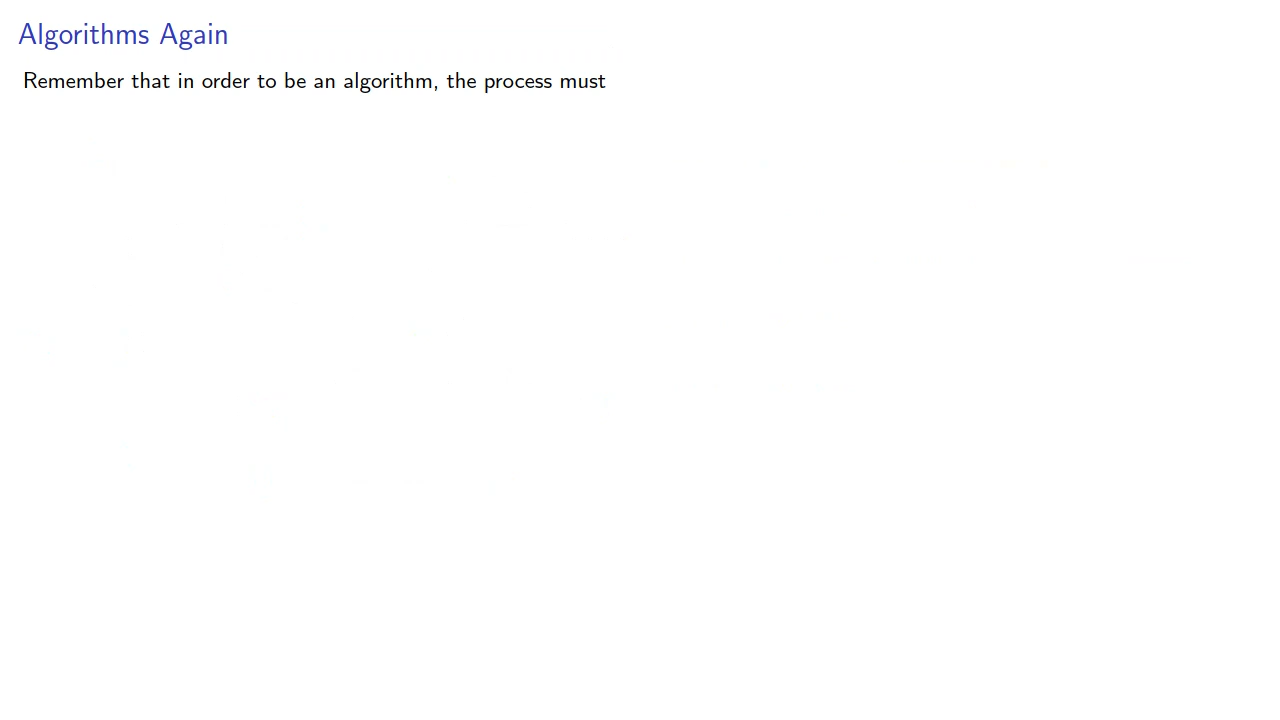 Algorithms Again
Remember that in order to be an algorithm, the process must